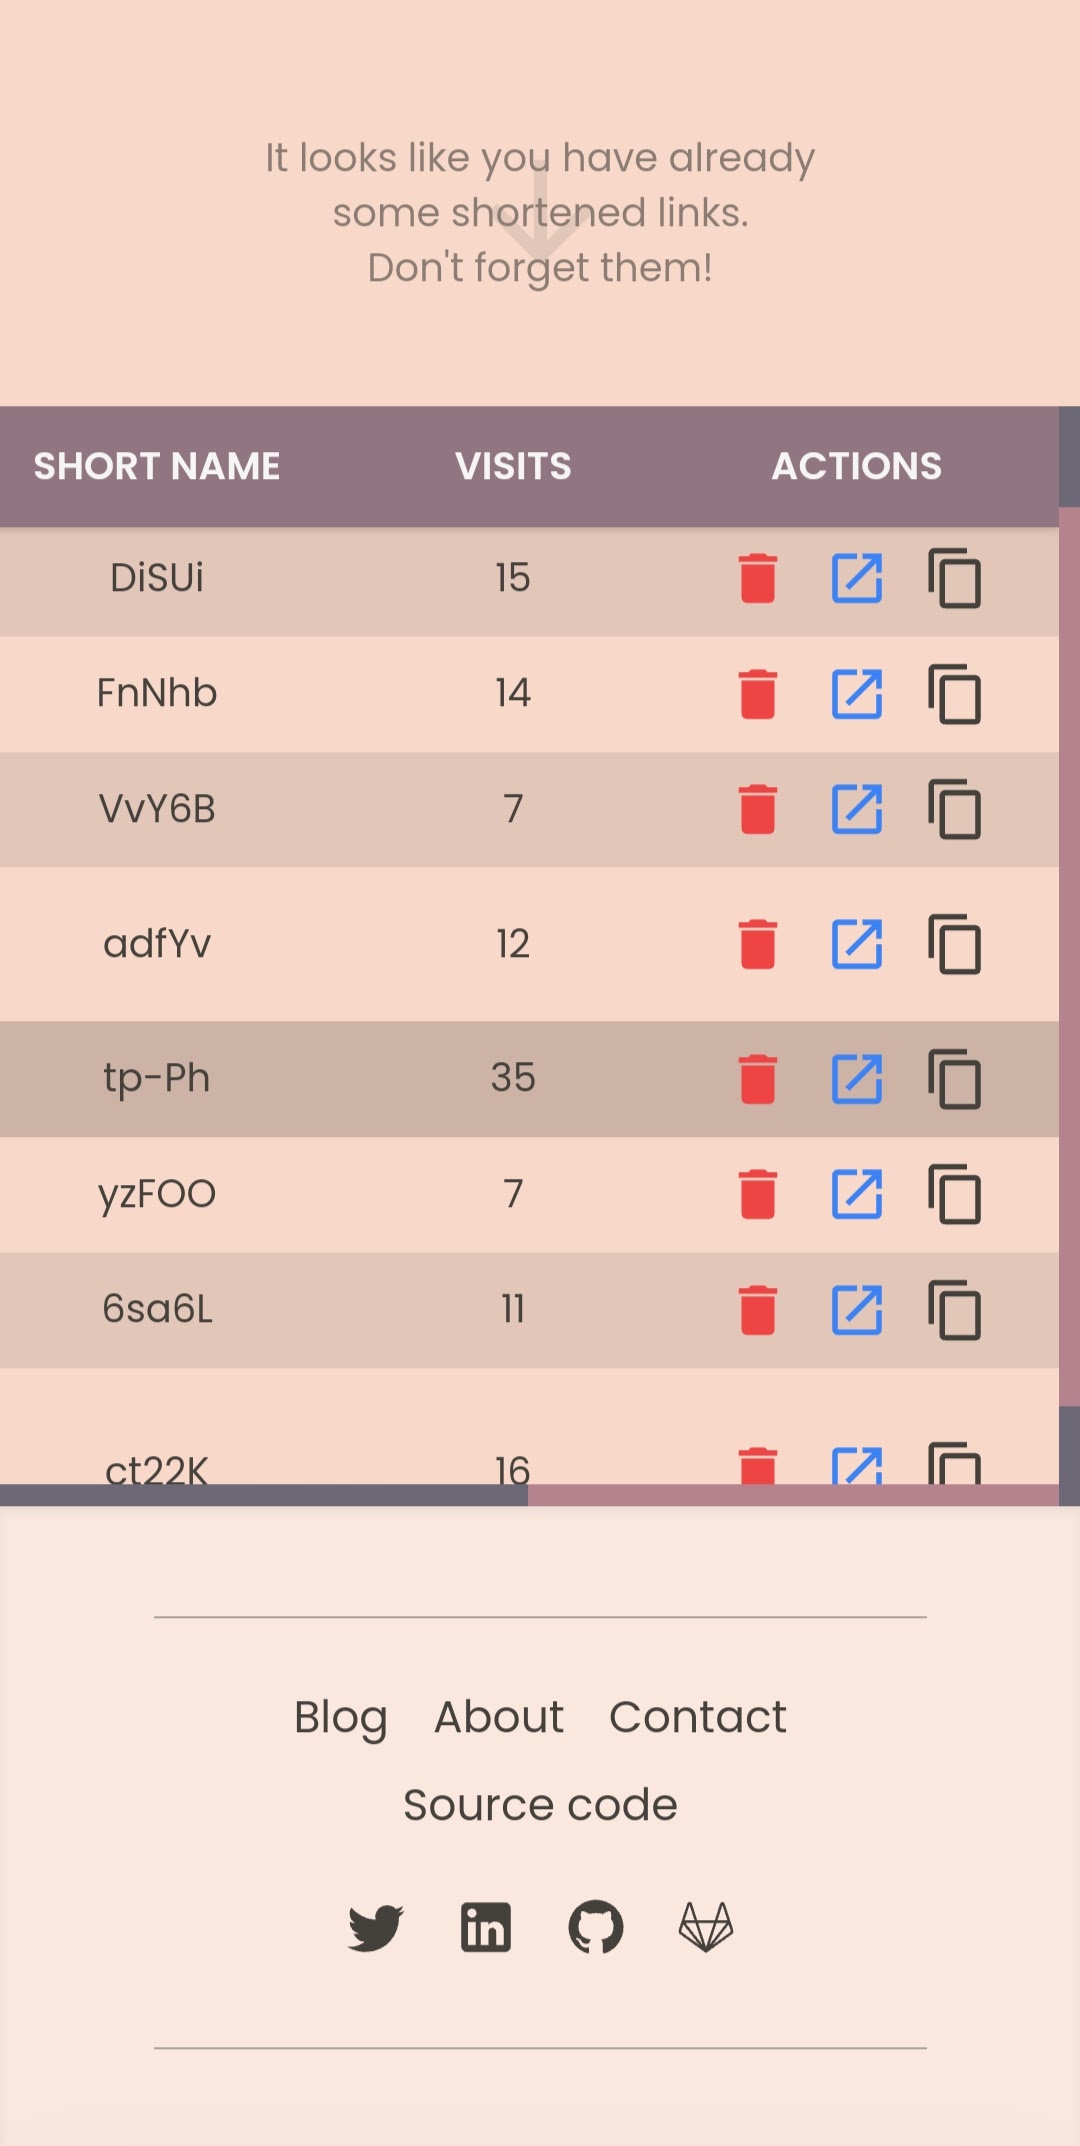 It looks like you have already
some shortened links.
Don't forget them!
SHORT NAME VISITS ACTIONS
DiSUi 15
FnNhb 14
VvY6B 7
adfYv 12
tp-Ph 35
yzFOO 7
6sa6L 11
ct22K 16
Blog About Contact
Source code
in